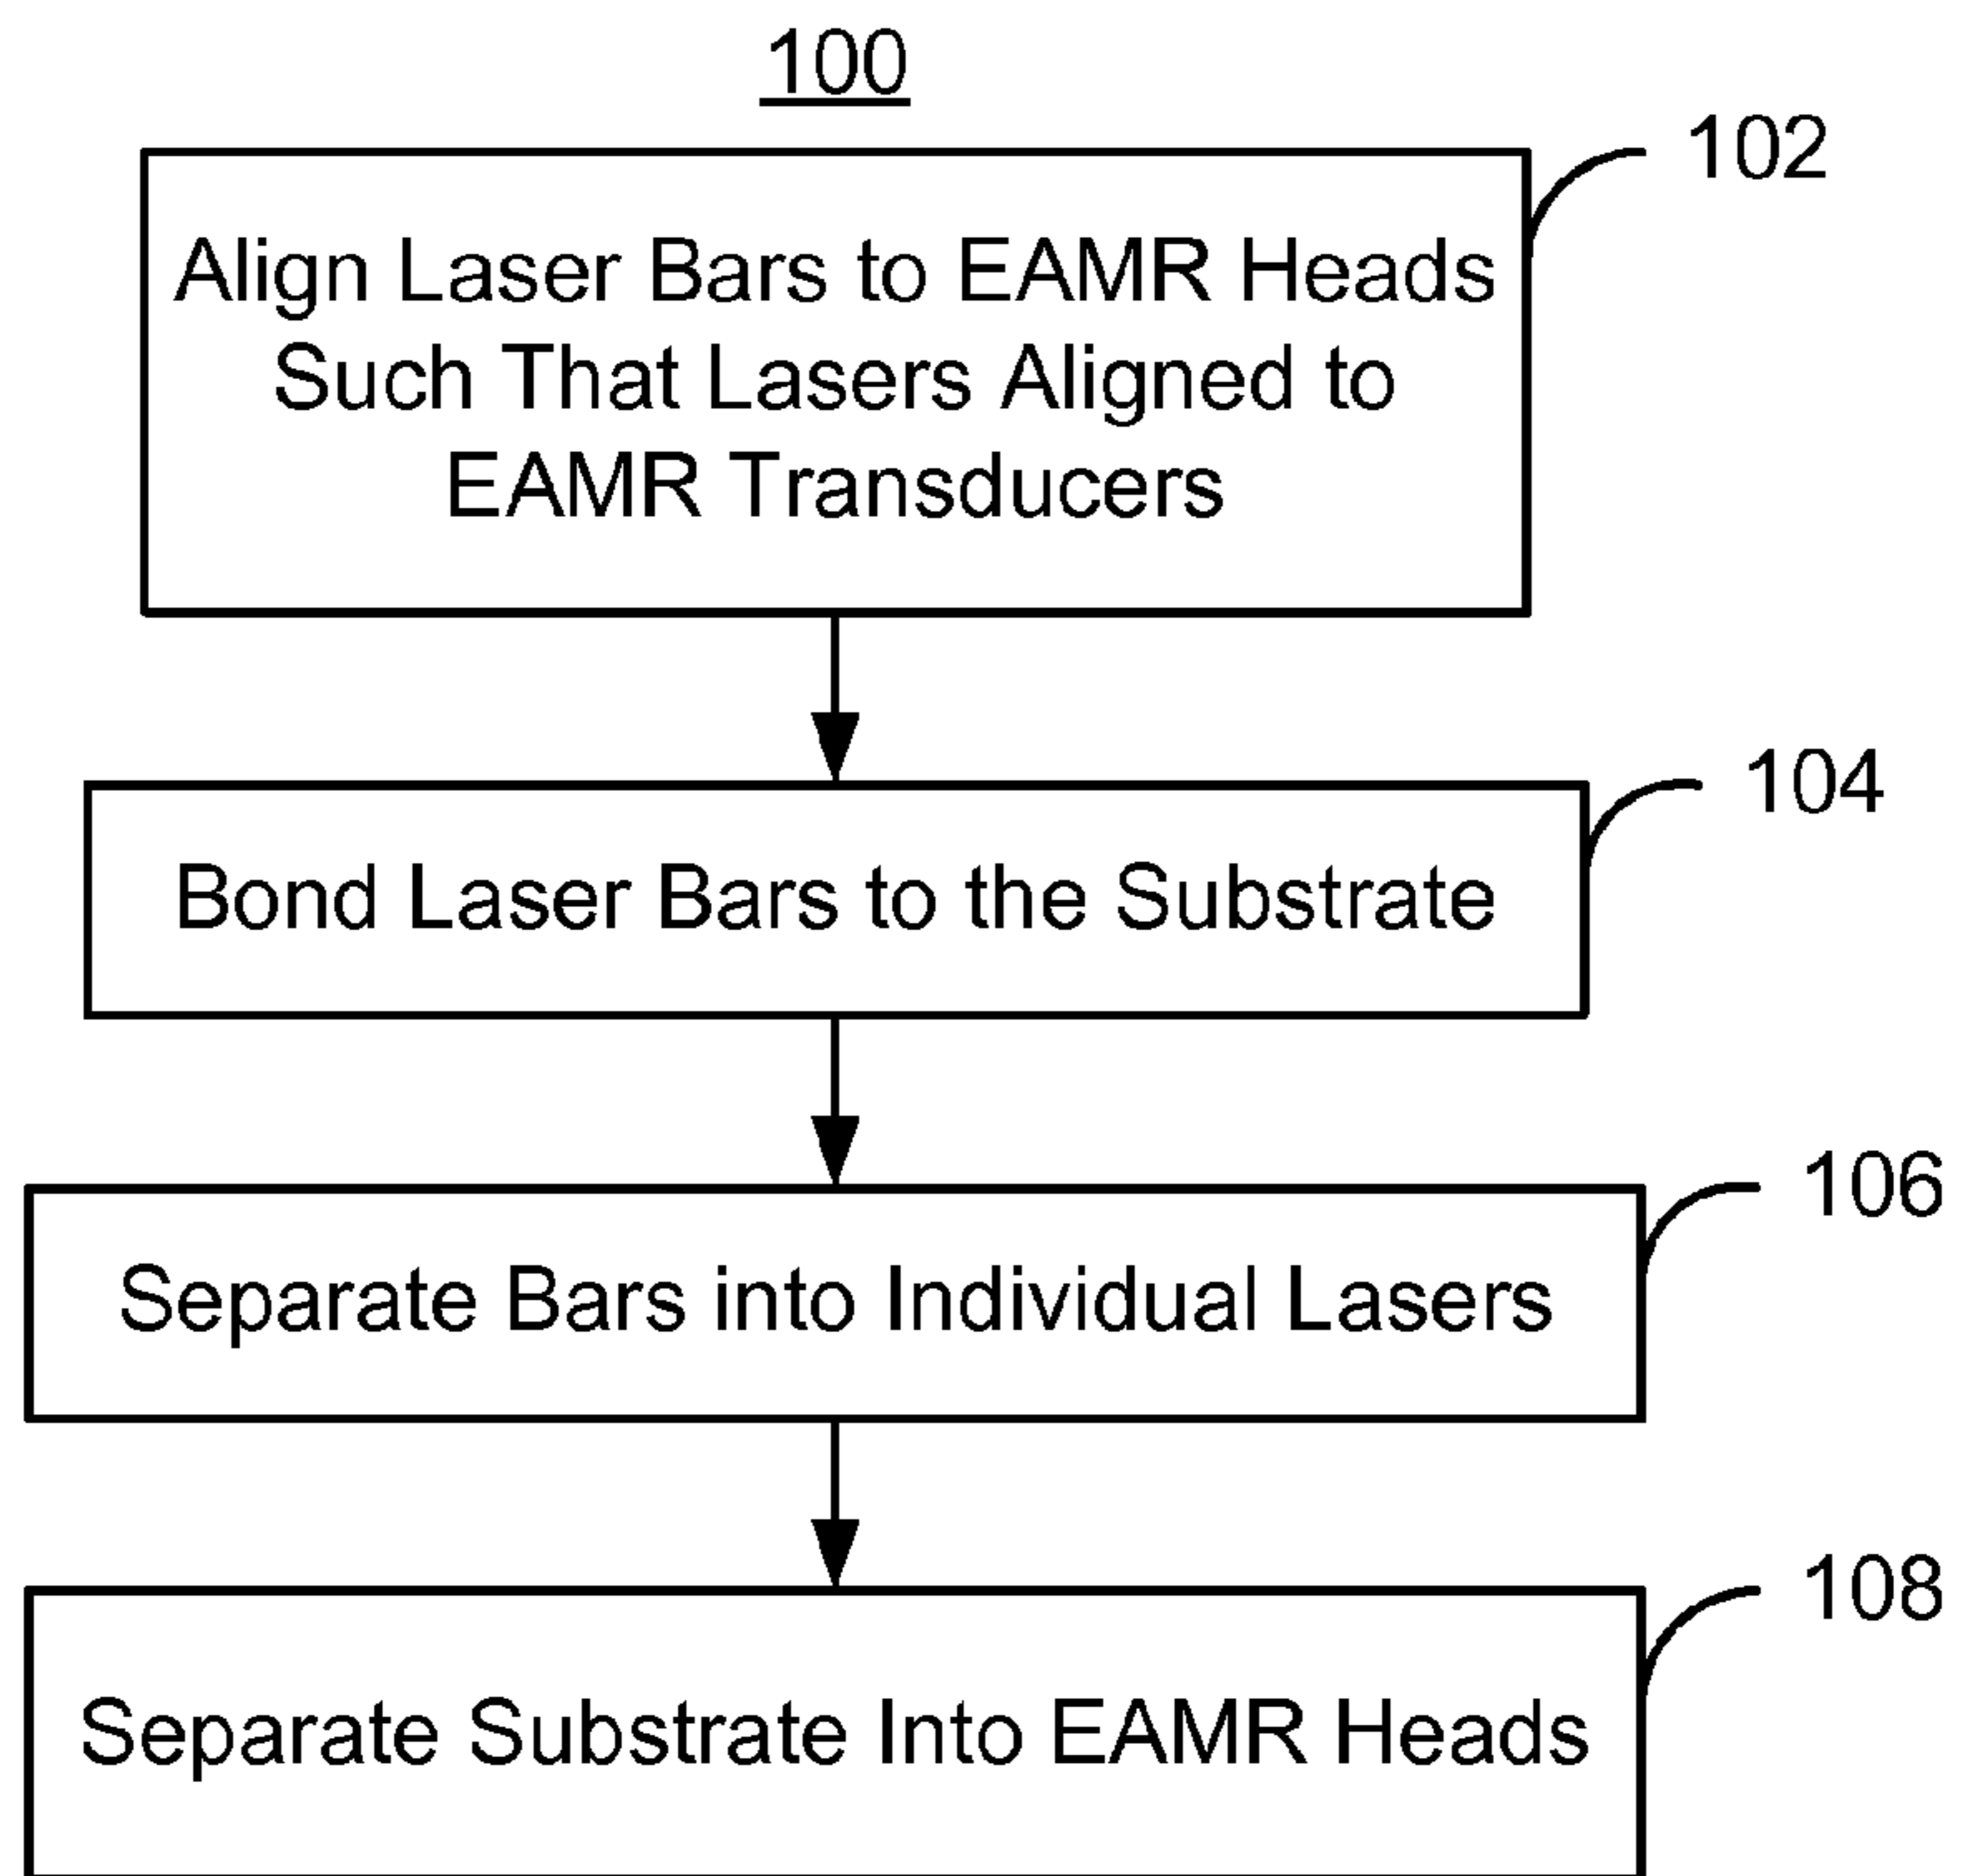 100
102
Align Laser Bars to EAMR Heads
Such That Lasers Aligned to
EAMR Transducers
104
Bond Laser Bars to the Substrate
106
Separate Bars into Individual Lasers
108
Separate Substrate Into EAMR Heads